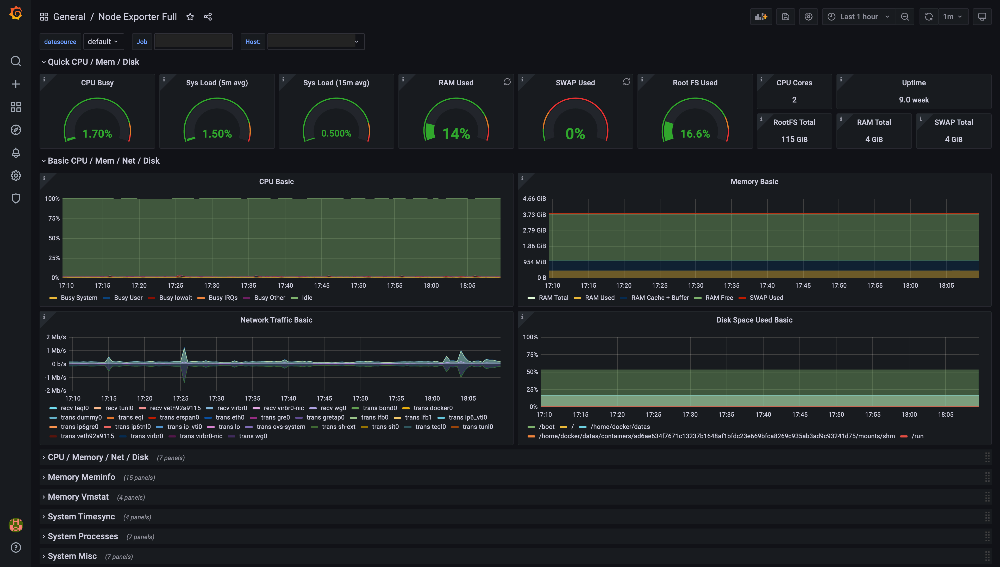 General / Node Exporter Full
Last 1 hour
1m
datasource default Job Host:
Quick CPU / Mem / Disk
CPU Busy
1.70%
Sys Load (5m avg)
1.50%
Sys Load (15m avg)
0.500%
RAM Used
14%
SWAP Used
0%
Root FS Used
16.6%
CPU Cores
2
Uptime
9.0 week
RootFS Total
115 GiB
RAM Total
4 GiB
SWAP Total
4 GiB
Basic CPU / Mem / Net / Disk
CPU Basic
100%
75%
50%
25%
0%
17:10 17:15 17:20 17:25 17:30 17:35 17:40 17:45 17:50 17:55 18:00 18:05
Busy System Busy User Busy Iowait Busy IRQs Busy Other Idle
Memory Basic
4.66 GiB
3.73 GiB
2.79 GiB
1.86 GiB
954 MiB
0 B
17:10 17:15 17:20 17:25 17:30 17:35 17:40 17:45 17:50 17:55 18:00 18:05
RAM Total RAM Used RAM Cache + Buffer RAM Free SWAP Used
Network Traffic Basic
2 Mb/s
1 Mb/s
0 b/s
-1 Mb/s
-2 Mb/s
17:10 17:15 17:20 17:25 17:30 17:35 17:40 17:45 17:50 17:55 18:00 18:05
recv teql0 recv tunl0 recv veth92a9115 recv virbr0 recv virbr0-nic recv wg0 trans bond0 trans docker0
trans dummy0 trans eql trans erspan0 trans eth0 trans gre0 trans gretap0 trans ifb0 trans ifb1 trans ip6_vti0
trans ip6gre0 trans ip6tnl0 trans ip_vti0 trans lo trans ovs-system trans sh-ext trans sit0 trans teql0 trans tunl0
trans veth92a9115 trans virbr0 trans virbr0-nic trans wg0
Disk Space Used Basic
100%
75%
50%
25%
0%
17:10 17:15 17:20 17:25 17:30 17:35 17:40 17:45 17:50 17:55 18:00 18:05
/boot / /home/docker/datas
/home/docker/datas/containers/ad6ae634f7671c13237b1648af1bfdc23e669bfca8269c935ab3ad9c93241d75/mounts/shm /run
CPU / Memory / Net / Disk (7 panels)
Memory Meminfo (15 panels)
Memory Vmstat (4 panels)
System Timesync (4 panels)
System Processes (7 panels)
System Misc (7 panels)